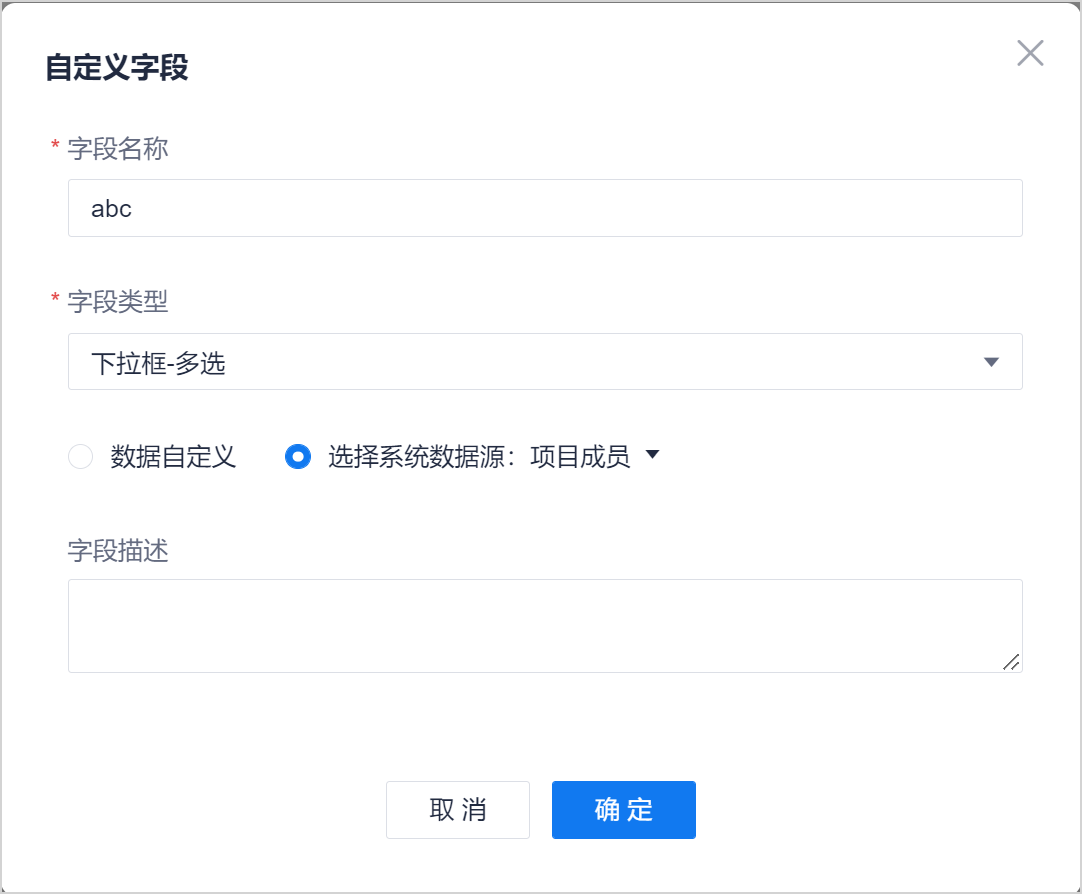 自定义字段
* 字段名称
abc
* 字段类型
下拉框-多选
数据自定义 选择系统数据源：项目成员
字段描述
取 消 确 定